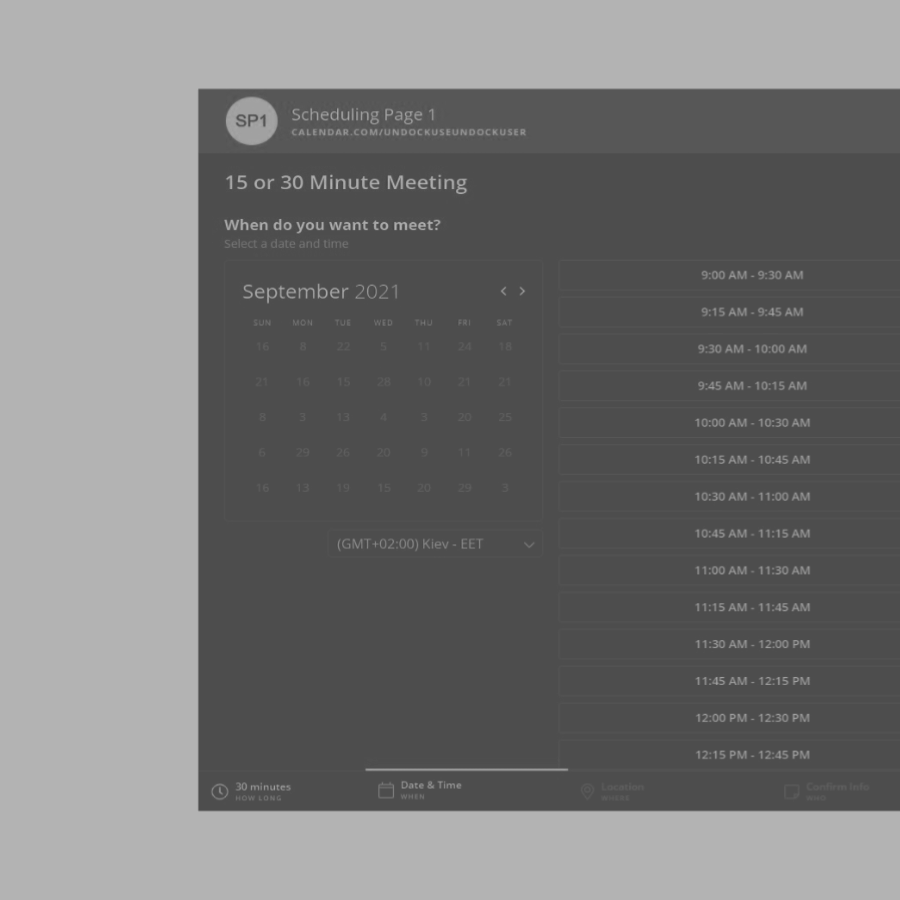 SP1
Scheduling Page 1
CALENDAR.COM/UNDOCKUSEUNDOCKUSER
15 or 30 Minute Meeting
When do you want to meet?
Select a date and time
September 2021
SUN MON TUE WED THU FRI SAT
16 8 22 5 11 24 18
21 16 15 28 10 21 21
8 3 13 4 3 20 25
6 29 26 20 9 11 26
16 13 19 15 20 29 3
(GMT+02:00) Kiev - EET
9:00 AM - 9:30 AM
9:15 AM - 9:45 AM
9:30 AM - 10:00 AM
9:45 AM - 10:15 AM
10:00 AM - 10:30 AM
10:15 AM - 10:45 AM
10:30 AM - 11:00 AM
10:45 AM - 11:15 AM
11:00 AM - 11:30 AM
11:15 AM - 11:45 AM
11:30 AM - 12:00 PM
11:45 AM - 12:15 PM
12:00 PM - 12:30 PM
12:15 PM - 12:45 PM
30 minutes
HOW LONG
Date & Time
WHEN
Location
WHERE
Confirm Info
WHO